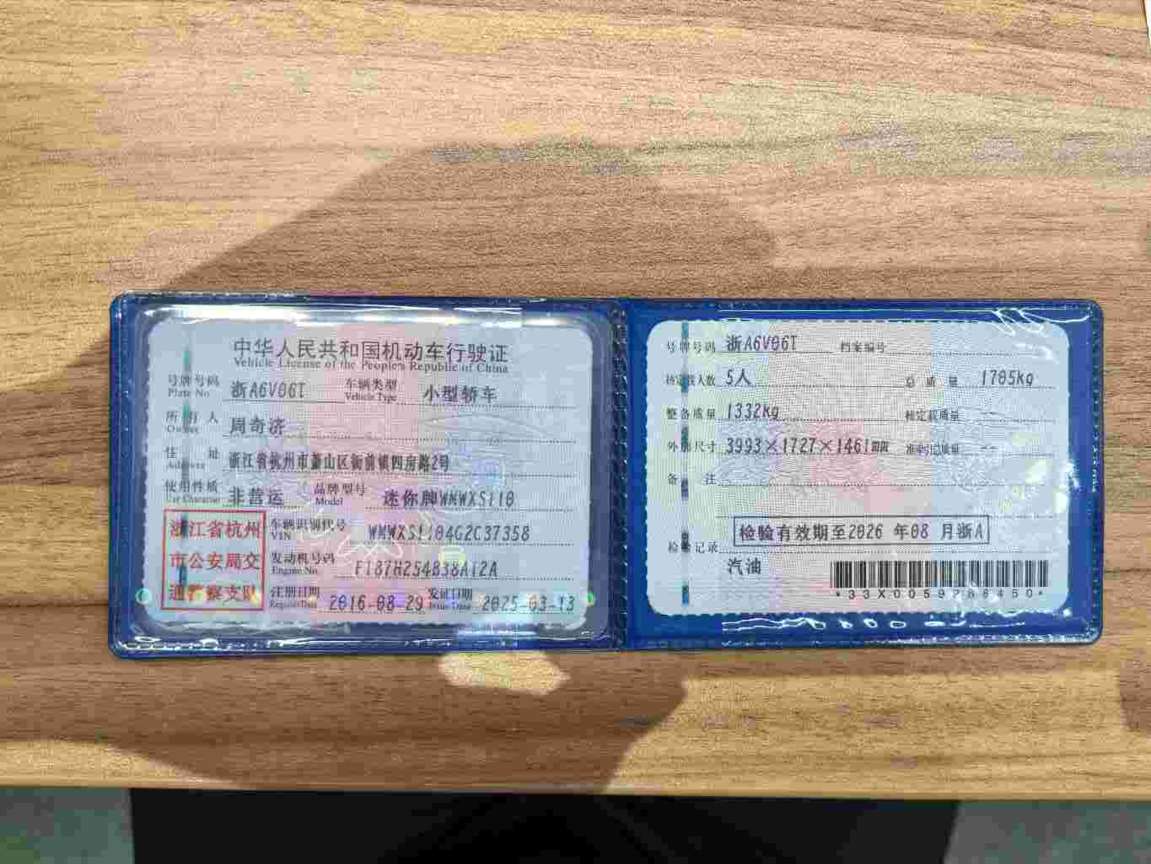 中华人民共和国机动车行驶证
Vehicle License of the People's Republic of China
号牌号码 浙A6V06T 车辆类型 小型轿车
Plate No. Vehicle Type
所有人 周奇济
Owner
住址 浙江省杭州市萧山区衙前镇四房路2号
Address
使用性质 非营运 品牌型号 迷你牌WMWXS110
Use Character Model
浙江省杭州
市公安局交
通警察支队
车辆识别代号 WMWXS1104G2C37358
VIN
发动机号码 F187H254838A12A
Engine No.
注册日期 2016-08-29 发证日期 2025-03-13
Register Date Issue Date
号牌号码 浙A6V06T 档案编号
核定载人数 5人 总质量 1705kg
整备质量 1332kg 核定载质量 --
外廓尺寸 3993×1727×1461mm 准牵引总质量 --
备注
检验记录 检验有效期至2026年08月浙A
汽油
*33X0059286450*